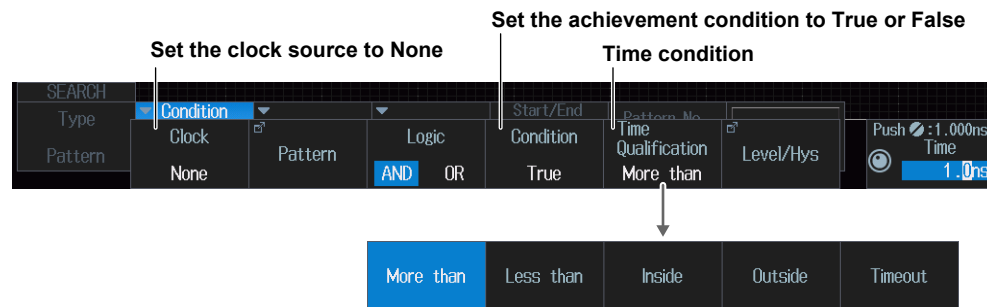 Set the achievement condition to True or False
Set the clock source to None
Time condition
SEARCH
Type
Pattern
Condition
Start/End
Pattern No
Clock
None
Pattern
Logic
AND OR
Condition
True
Time
Qualification
More than
Level/Hys
Push :1.000ns
Time
1.0ns
More than Less than Inside Outside Timeout